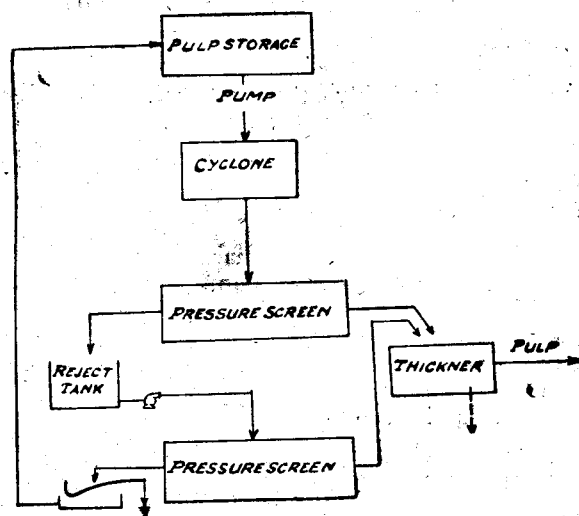 PULP STORAGE
PUMP
CYCLONE
PRESSURE SCREEN
REJECT
TANK
THICKNER
PULP
PRESSURE SCREEN